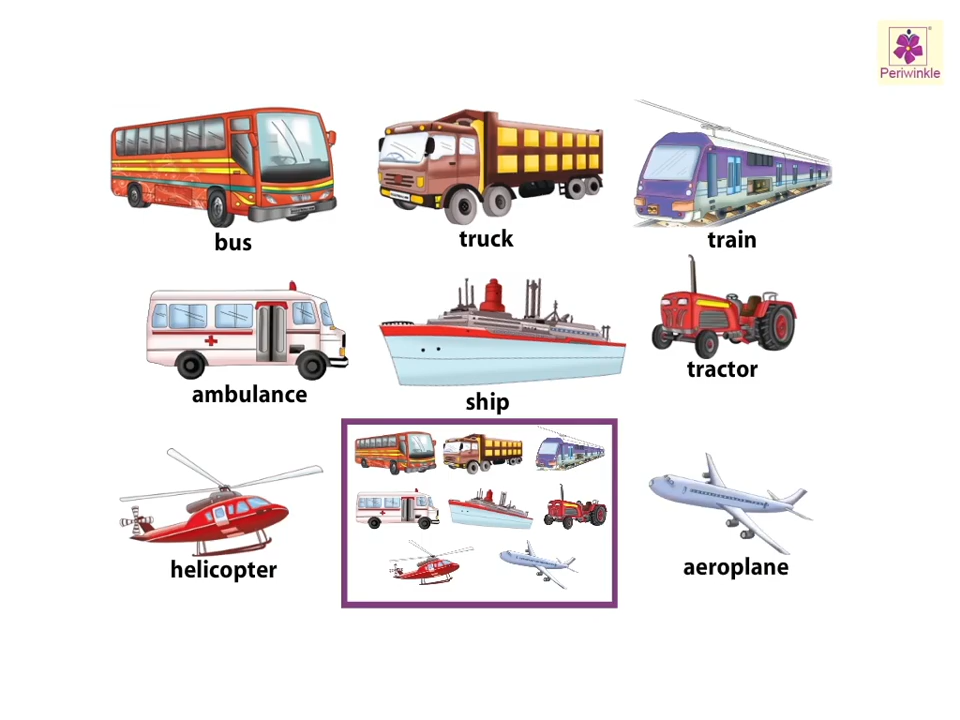 Periwinkle
bus
truck
train
ambulance
ship
tractor
helicopter
aeroplane